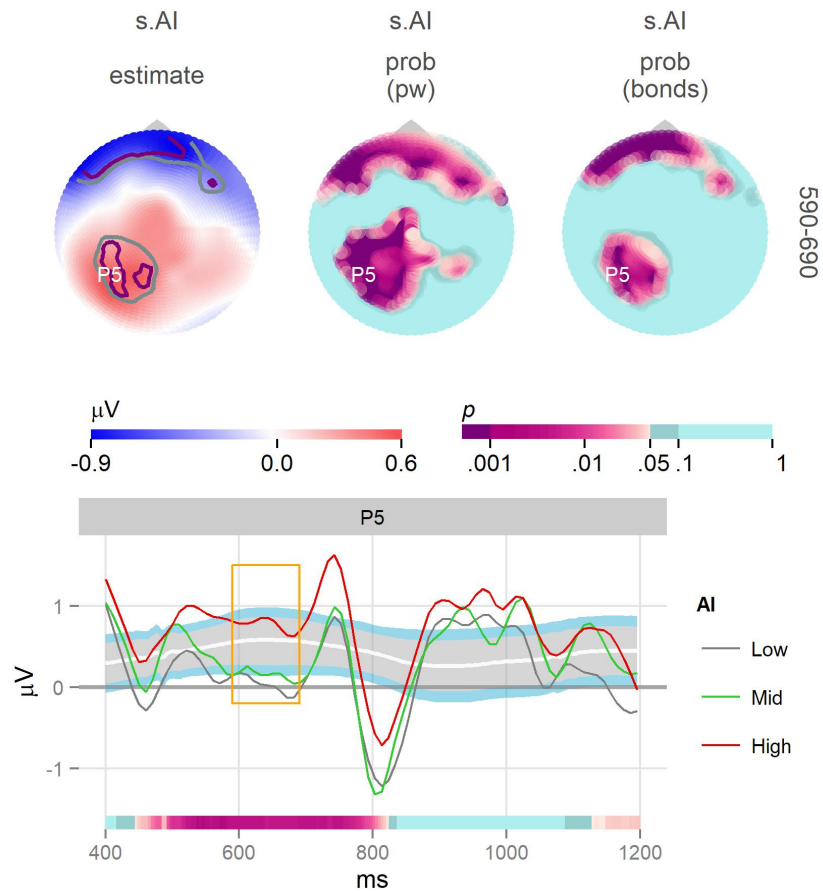 s.AI s.AI s.AI
estimate prob (pw) prob (bonds)
590-690
P5 P5 P5
μV p
-0.9 0.0 0.6 .001 .01 .05 .1 1
P5
1
0
-1
μV
400 600 800 1000 1200
ms
AI
Low
Mid
High